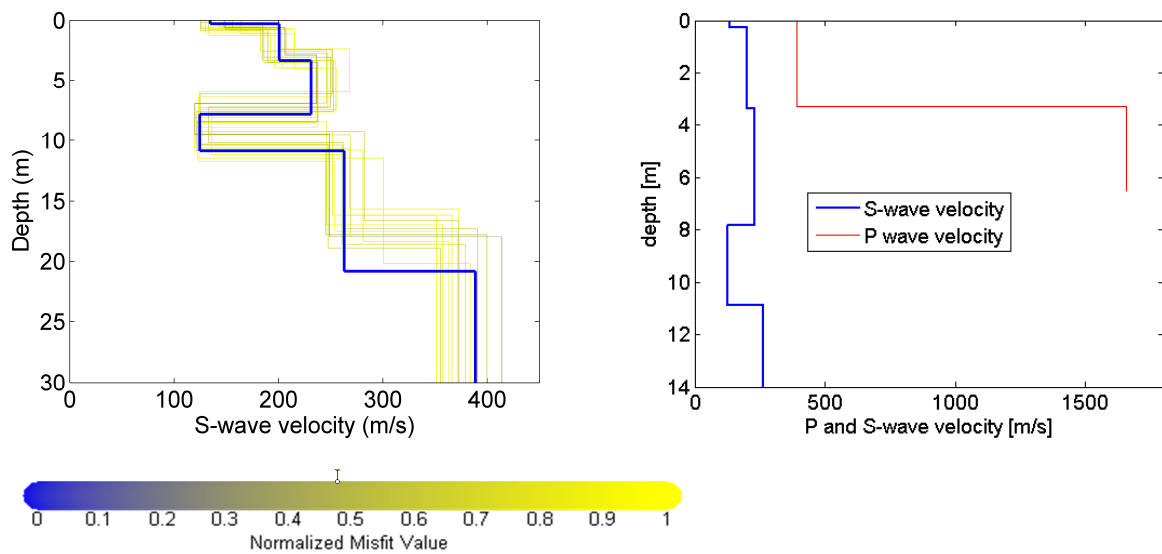 0
5
10
15
20
25
30
Depth (m)
0 100 200 300 400
S-wave velocity (m/s)
0
2
4
6
8
10
12
14
depth [m]
S-wave velocity
P wave velocity
0 500 1000 1500
P and S-wave velocity [m/s]
0 0.1 0.2 0.3 0.4 0.5 0.6 0.7 0.8 0.9 1
Normalized Misfit Value